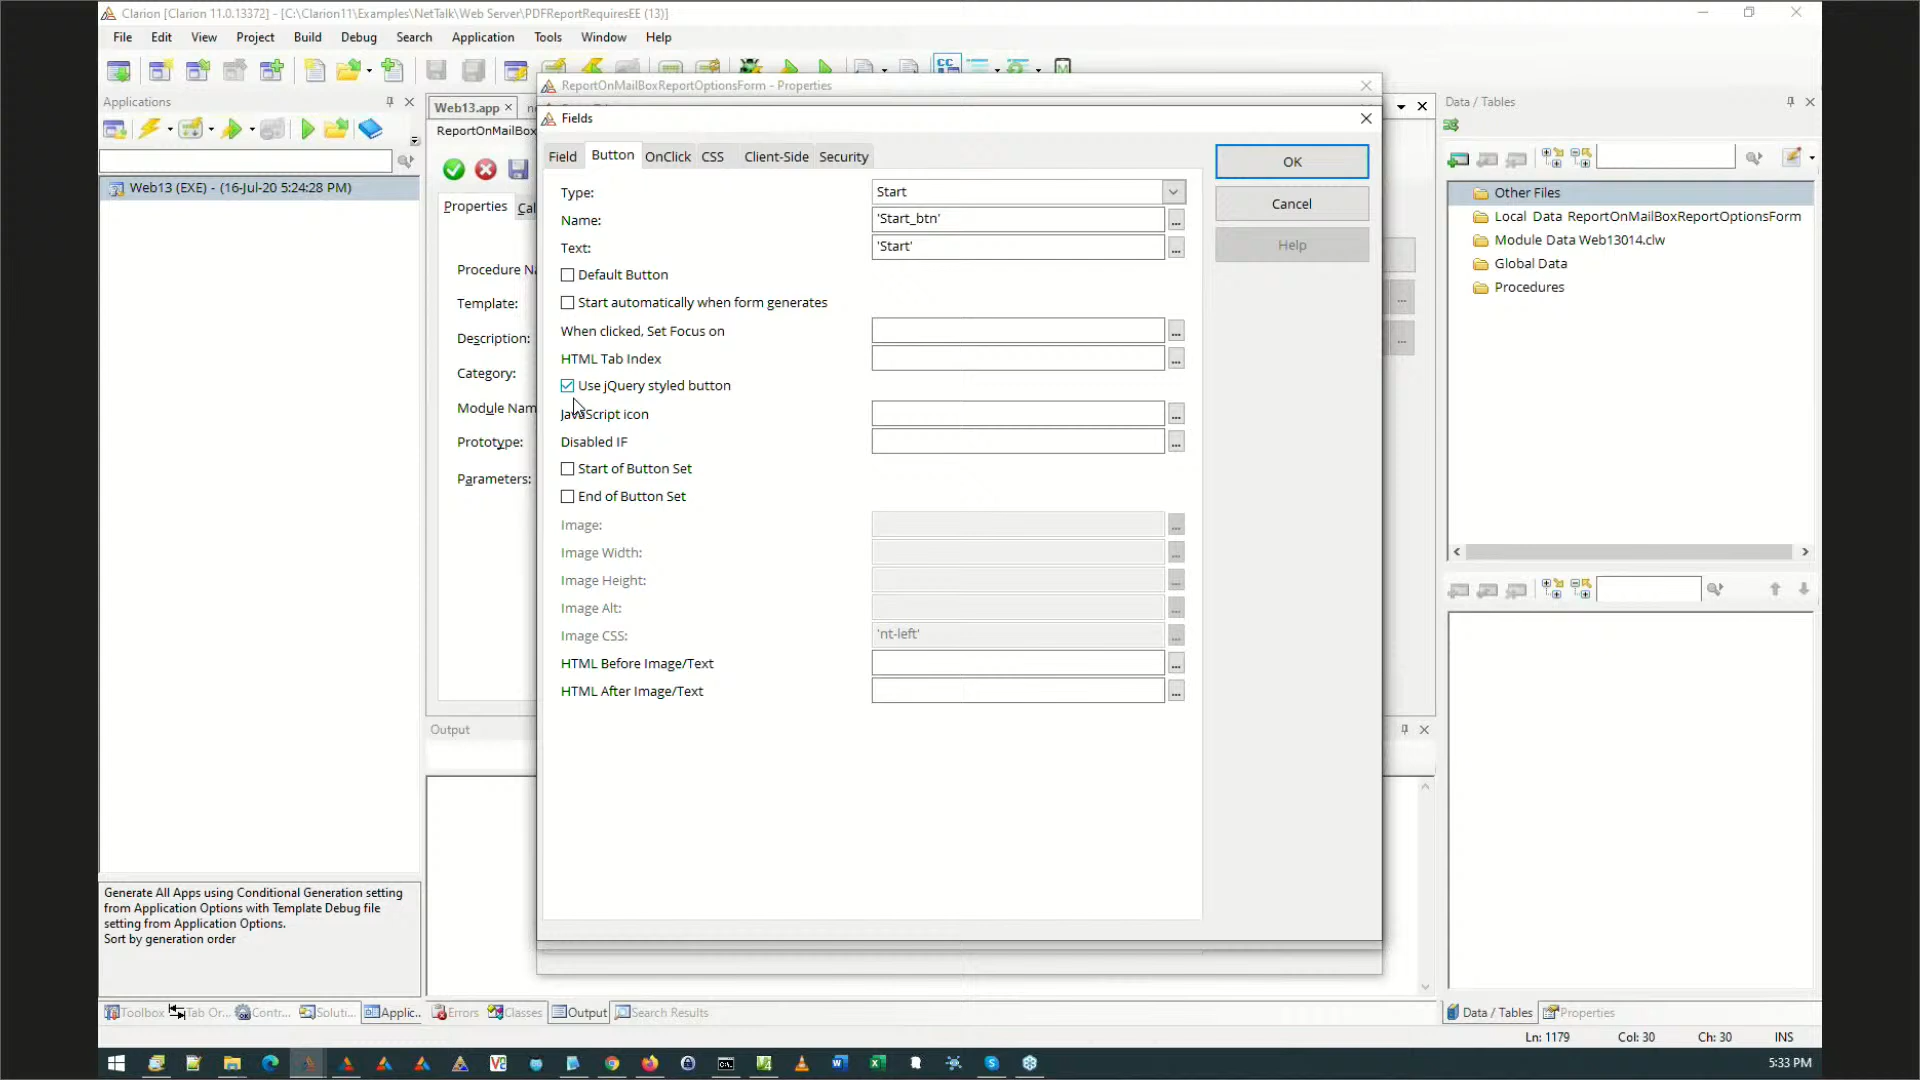 Clarion [Clarion 11.0.13372] - [C:\Clarion11\Examples\NetTalk\Web Server\PDFReportRequiresEE (13)]
File Edit View Project Build Debug Search Application Tools Window Help
Applications
Web13 (EXE) - (16-Jul-20 5:24:28 PM)
Generate All Apps using Conditional Generation setting
from Application Options with Template Debug file
setting from Application Options.
Sort by generation order
Web13.app
ReportOnMailBox
Properties
Procedure
Template:
Description:
Category:
Module Nam
Prototype:
Parameters:
Output
ReportOnMailBoxReportOptionsForm - Properties
Fields
Field Button OnClick CSS Client-Side Security
Type: Start
Name: 'Start_btn'
Text: 'Start'
Default Button
Start automatically when form generates
When clicked, Set Focus on
HTML Tab Index
Use jQuery styled button
JavaScript icon
Disabled IF
Start of Button Set
End of Button Set
Image:
Image Width:
Image Height:
Image Alt:
Image CSS: 'nt-left'
HTML Before Image/Text
HTML After Image/Text
OK
Cancel
Help
Data / Tables
Other Files
Local Data ReportOnMailBoxReportOptionsForm
Module Data Web13014.clw
Global Data
Procedures
Toolbox Tab Or... Contr... Soluti... Applic... Errors Classes Output Search Results
Data / Tables Properties
Ln: 1179 Col: 30 Ch: 30 INS
5:33 PM